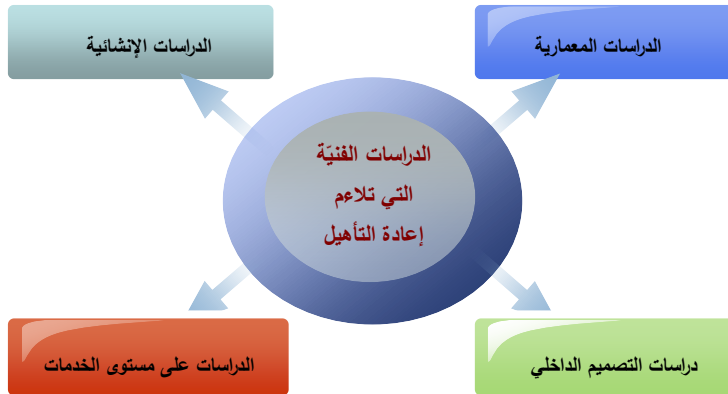 الدراسات المعمارية
الدراسات الإنشائية
الدراسات الفنيّة
التي تلاءم
إعادة التأهيل
دراسات التصميم الداخلي
الدراسات على مستوى الخدمات